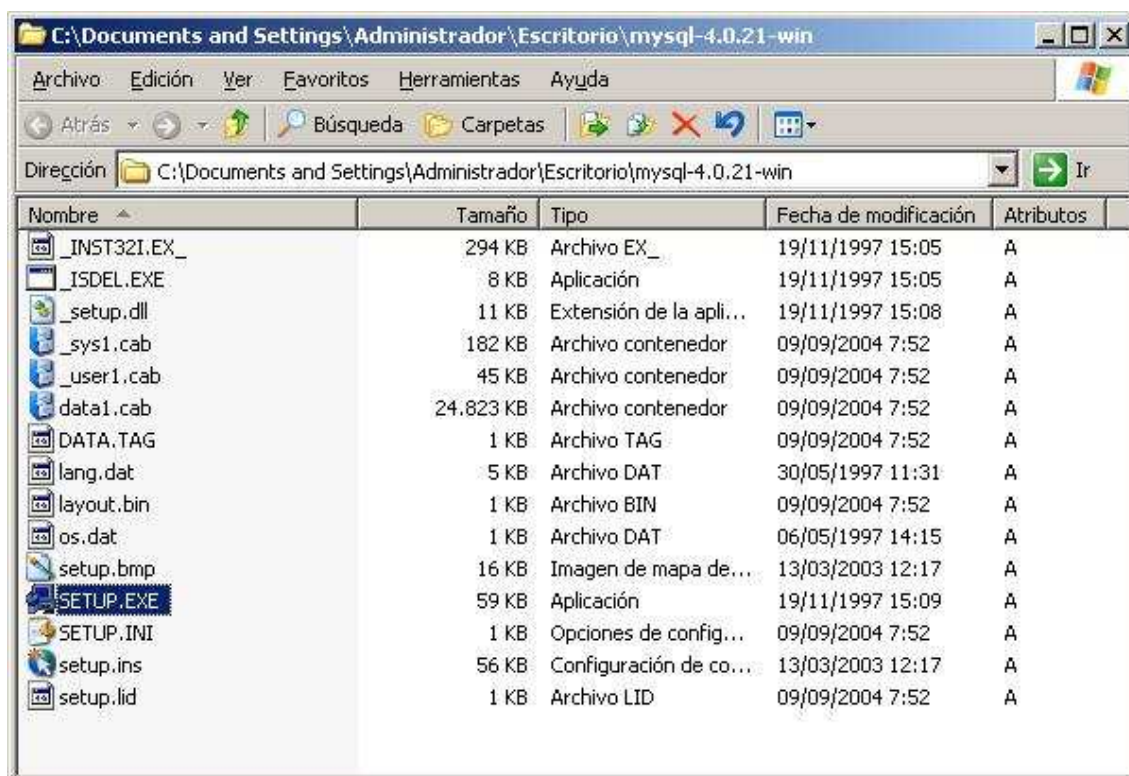 C:\Documents and Settings\Administrador\Escritorio\mysql-4.0.21-win
Archivo Edición Ver Favoritos Herramientas Ayuda
Atrás Búsqueda Carpetas
Dirección C:\Documents and Settings\Administrador\Escritorio\mysql-4.0.21-win Ir
Nombre Tamaño Tipo Fecha de modificación Atributos
_INST32I.EX_ 294 KB Archivo EX_ 19/11/1997 15:05 A
_ISDEL.EXE 8 KB Aplicación 19/11/1997 15:05 A
_setup.dll 11 KB Extensión de la apli... 19/11/1997 15:08 A
_sys1.cab 182 KB Archivo contenedor 09/09/2004 7:52 A
_user1.cab 45 KB Archivo contenedor 09/09/2004 7:52 A
data1.cab 24.823 KB Archivo contenedor 09/09/2004 7:52 A
DATA.TAG 1 KB Archivo TAG 09/09/2004 7:52 A
lang.dat 5 KB Archivo DAT 30/05/1997 11:31 A
layout.bin 1 KB Archivo BIN 09/09/2004 7:52 A
os.dat 1 KB Archivo DAT 06/05/1997 14:15 A
setup.bmp 16 KB Imagen de mapa de... 13/03/2003 12:17 A
SETUP.EXE 59 KB Aplicación 19/11/1997 15:09 A
SETUP.INI 1 KB Opciones de config... 09/09/2004 7:52 A
setup.ins 56 KB Configuración de co... 13/03/2003 12:17 A
setup.lid 1 KB Archivo LID 09/09/2004 7:52 A